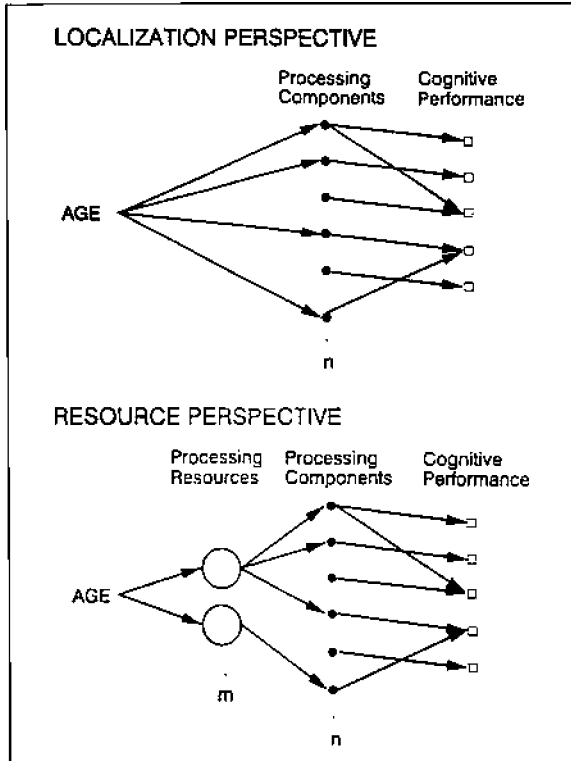 LOCALIZATION PERSPECTIVE
Processing Components
Cognitive Performance
AGE
n
RESOURCE PERSPECTIVE
Processing Resources
Processing Components
Cognitive Performance
AGE
m
n